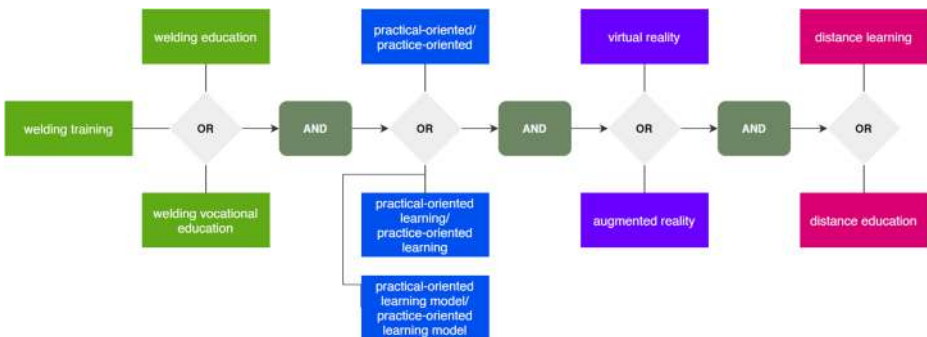 welding education
practical-oriented/
practice-oriented
virtual reality
distance learning
welding training
OR
AND
OR
AND
OR
AND
OR
welding vocational
education
practical-oriented
learning/
practice-oriented
learning
augmented reality
distance education
practical-oriented
learning model/
practice-oriented
learning model